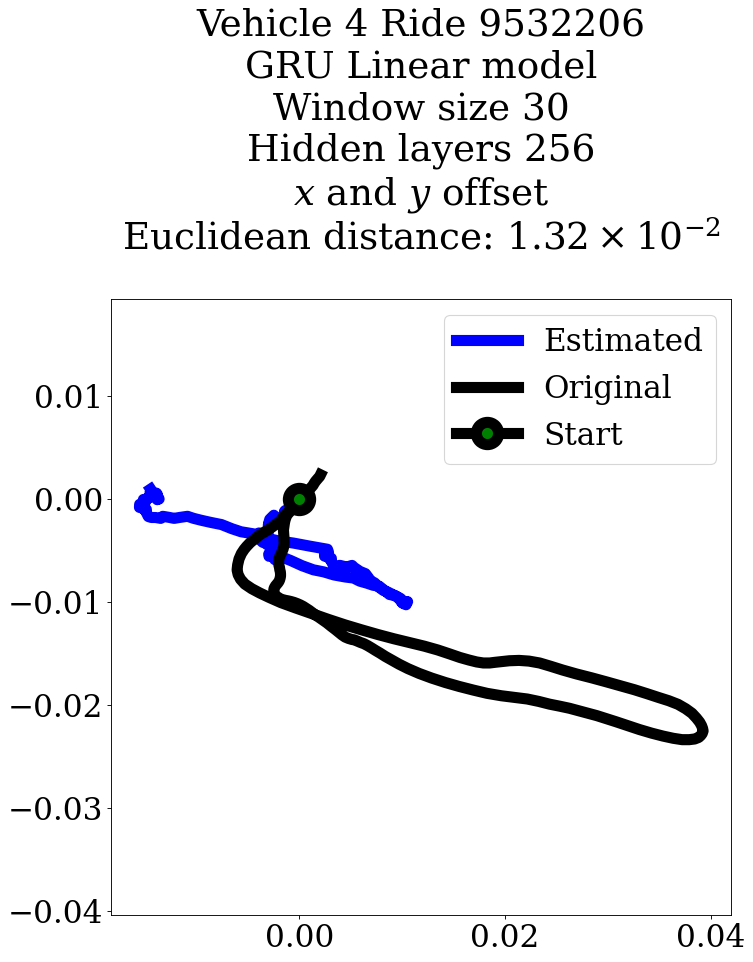 Vehicle 4 Ride 9532206
GRU Linear model
Window size 30
Hidden layers 256
x and y offset
Euclidean distance: 1.32 × 10⁻²
Estimated
Original
Start
0.01
0.00
−0.01
−0.02
−0.03
−0.04
0.00 0.02 0.04